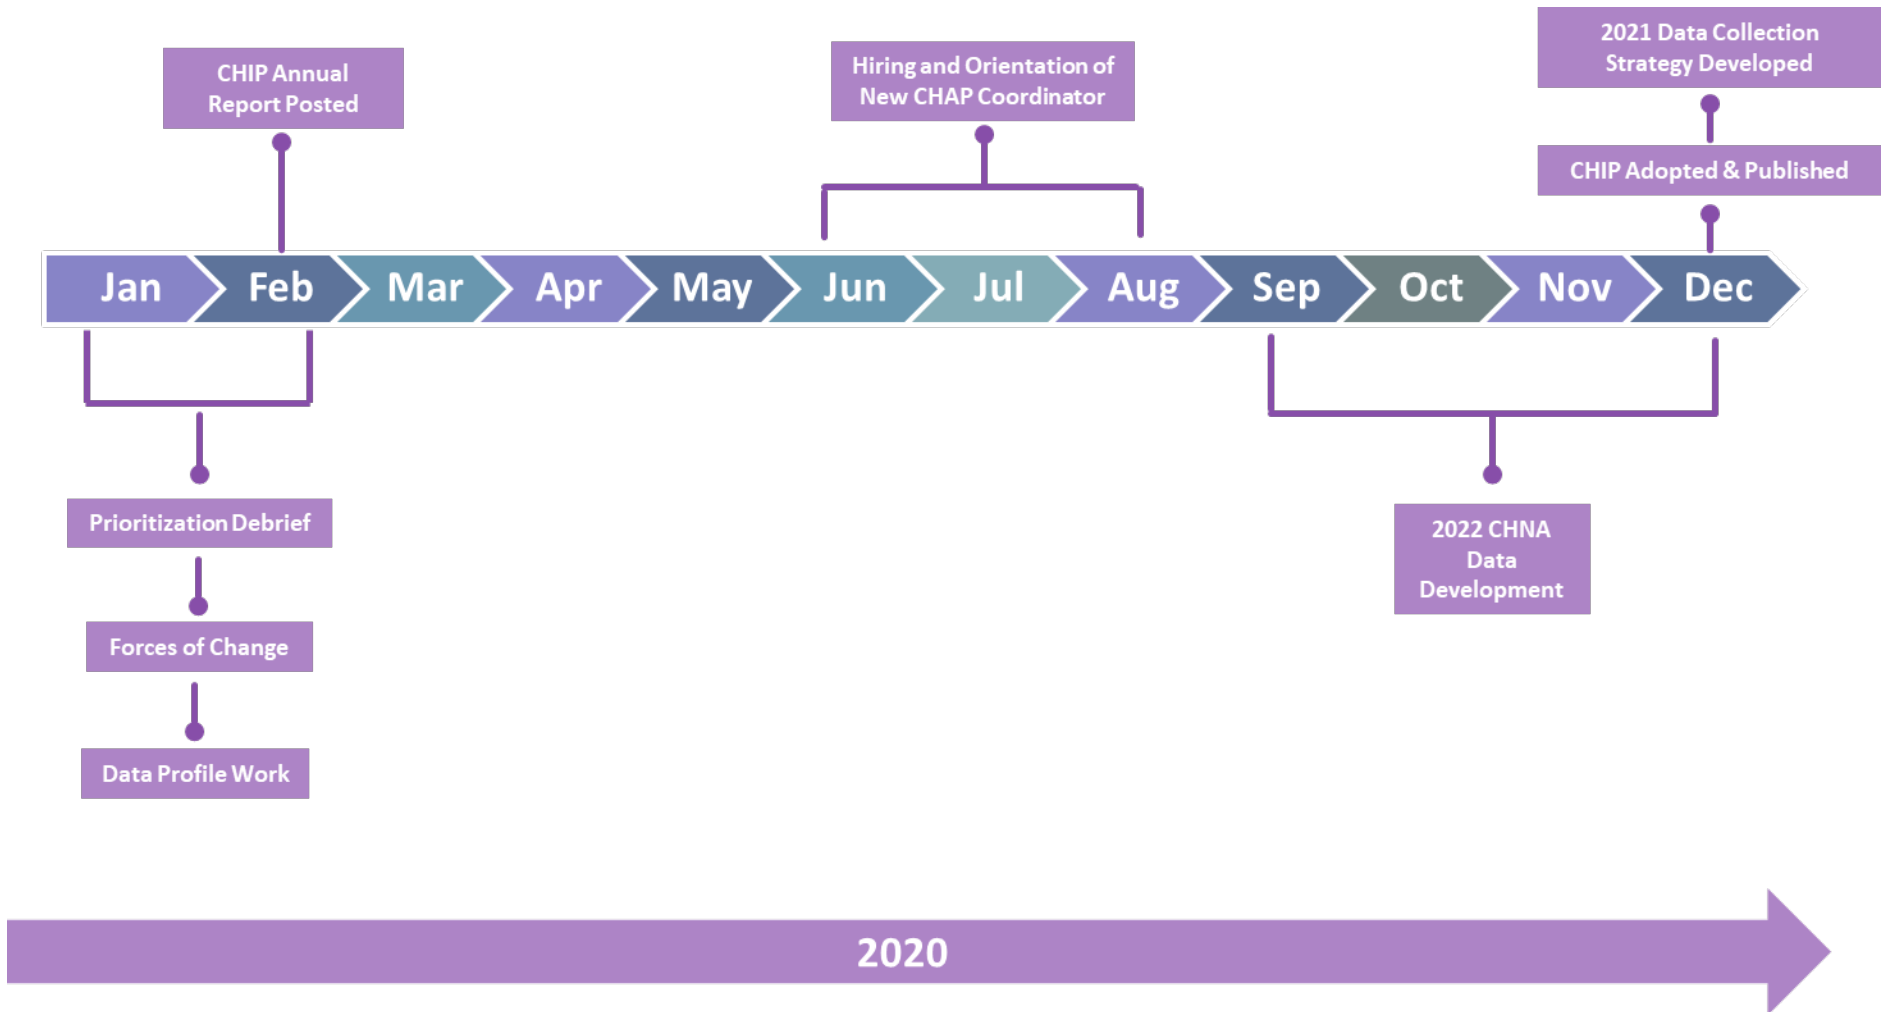 CHIP Annual
Report Posted
Hiring and Orientation of
New CHAP Coordinator
2021 Data Collection
Strategy Developed
CHIP Adopted & Published
Jan Feb Mar Apr May Jun Jul Aug Sep Oct Nov Dec
Prioritization Debrief
Forces of Change
Data Profile Work
2022 CHNA
Data
Development
2020